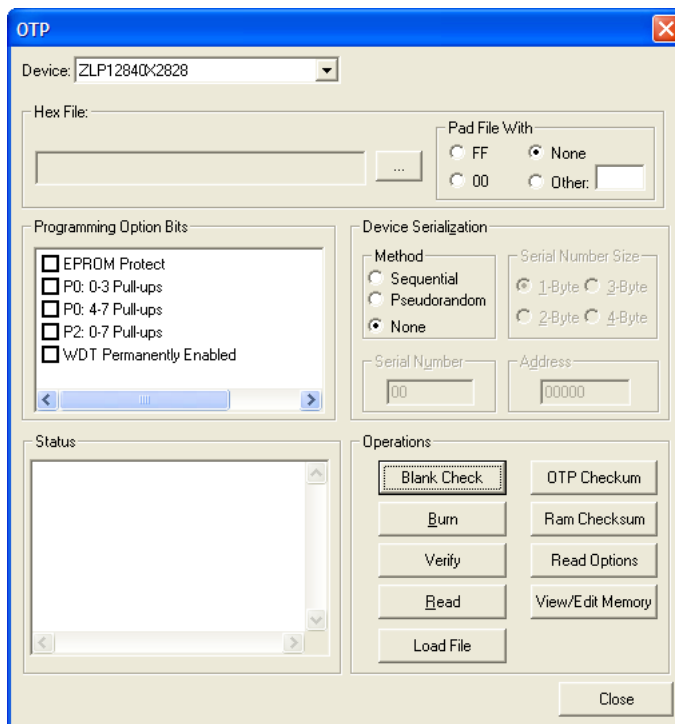 OTP
Device: ZLP12840X2828
Hex File:
...
Pad File With
FF
None
00
Other:
Programming Option Bits
EPROM Protect
P0: 0-3 Pull-ups
P0: 4-7 Pull-ups
P2: 0-7 Pull-ups
WDT Permanently Enabled
Device Serialization
Method
Sequential
Pseudorandom
None
Serial Number Size
1-Byte 3-Byte
2-Byte 4-Byte
Serial Number
00
Address
00000
Status
Operations
Blank Check
OTP Checkum
Burn
Ram Checksum
Verify
Read Options
Read
View/Edit Memory
Load File
Close